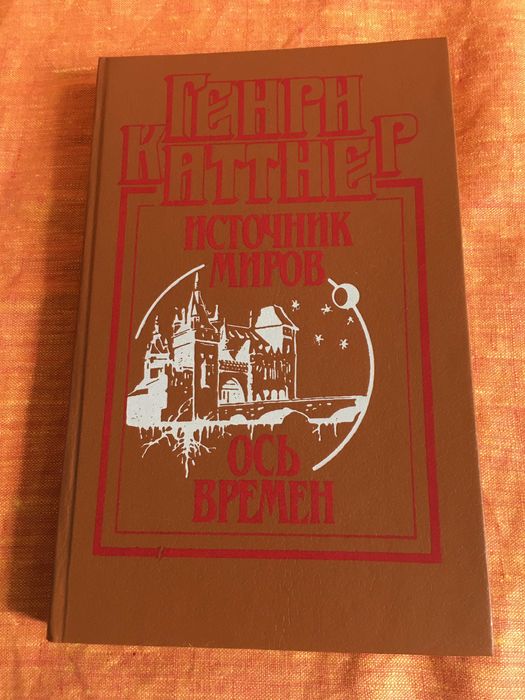 ГЕНРИ
КАТТНЕР
ИСТОЧНИК
МИРОВ
ОСЬ
ВРЕМЕН